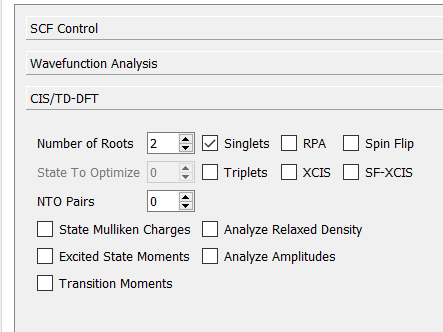 SCF Control
Wavefunction Analysis
CIS/TD-DFT
Number of Roots 2 Singlets RPA Spin Flip
State To Optimize 0 Triplets XCIS SF-XCIS
NTO Pairs 0
State Mulliken Charges Analyze Relaxed Density
Excited State Moments Analyze Amplitudes
Transition Moments